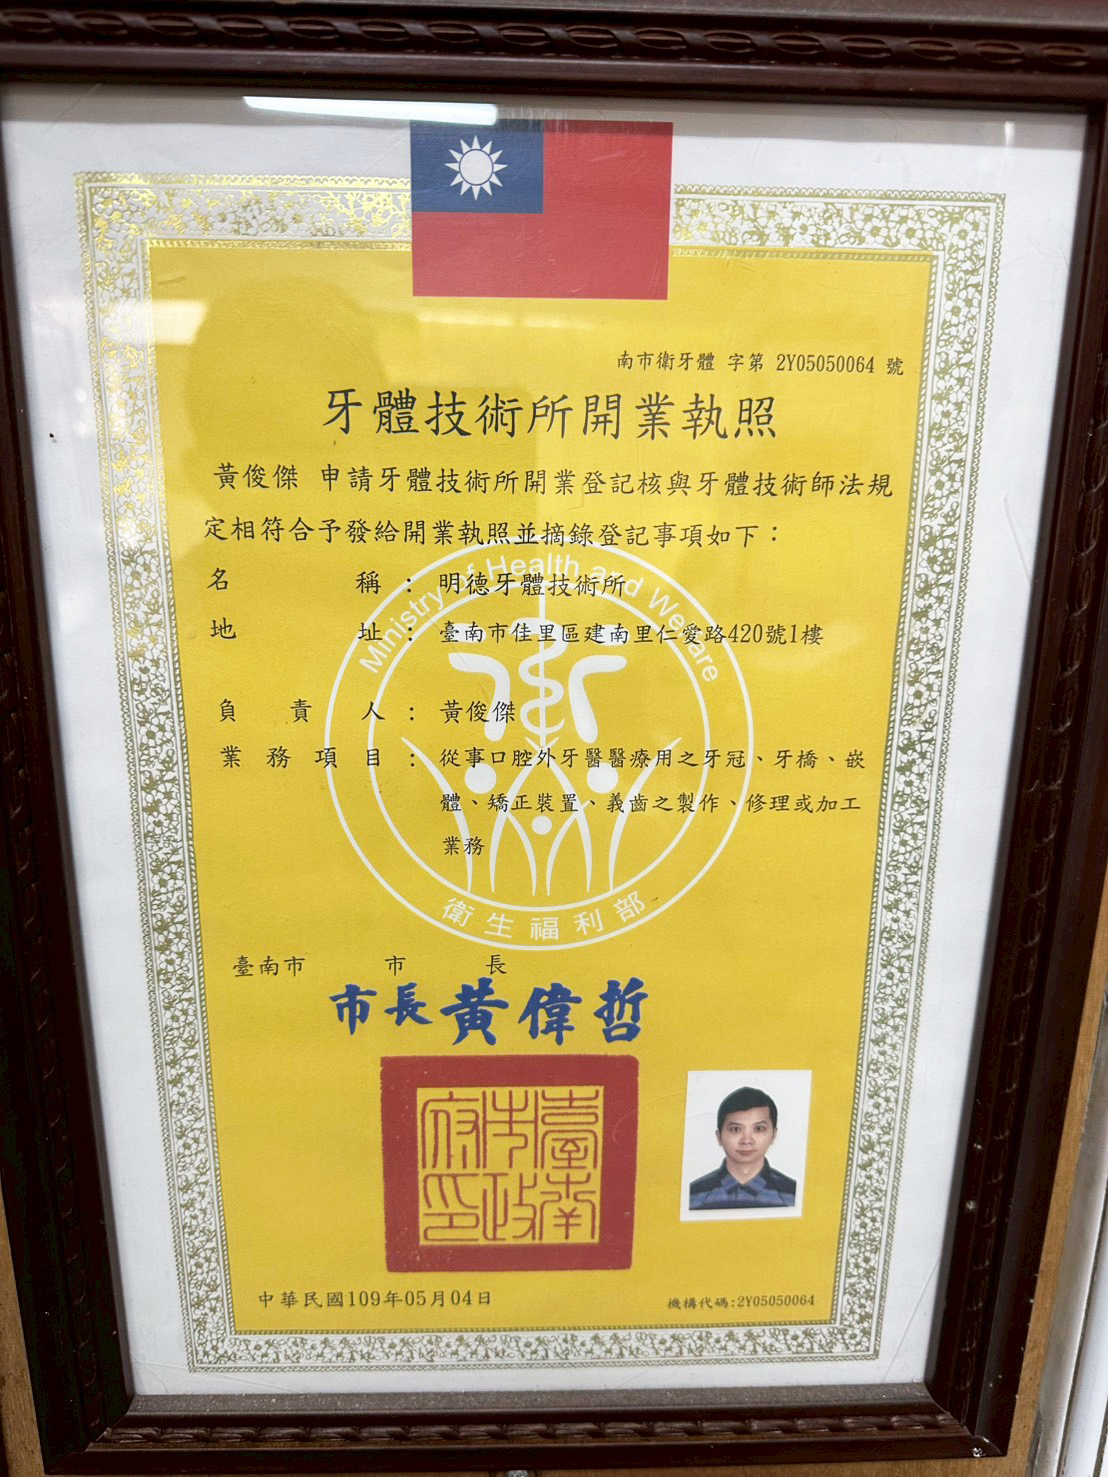 南市衛牙體 字第 2Y05050064 號
牙體技術所開業執照
黃俊傑 申請牙體技術所開業登記核與牙體技術師法規
定相符合予發給開業執照並摘錄登記事項如下：
名稱：明德牙體技術所
地址：臺南市佳里區建南里仁愛路420號1樓
負責人：黃俊傑
業務項目：從事口腔外牙醫醫療用之牙冠、牙橋、嵌
體、矯正裝置、義齒之製作、修理或加工
業務
Ministry of Health and Welfare
衛生福利部
臺南市 市長
市長黃偉哲
臺南市政府印
中華民國109年05月04日
機構代碼:2Y05050064